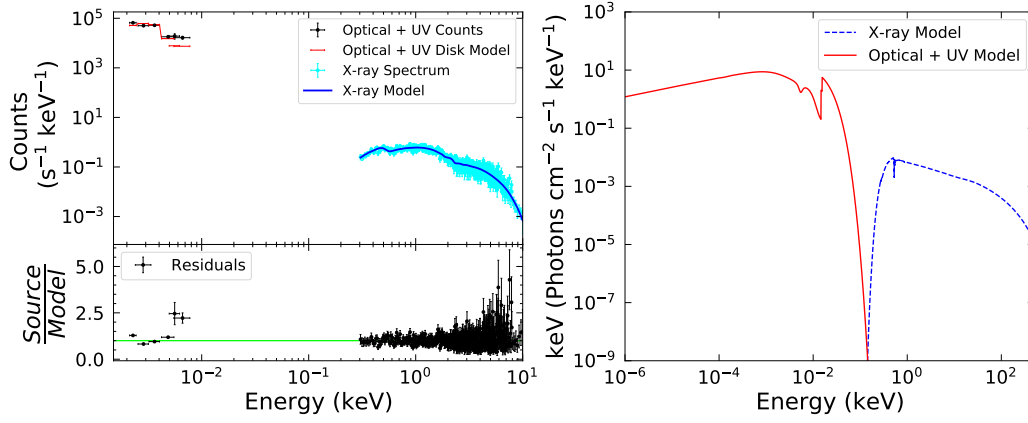 10^5
10^3
10^1
10^-1
10^-3
Counts
(s^-1 keV^-1)
Optical + UV Counts
Optical + UV Disk Model
X-ray Spectrum
X-ray Model
5.0
2.5
0.0
Source
Model
Residuals
10^-2
10^-1
10^0
10^1
Energy (keV)
10^3
10^1
10^-1
10^-3
10^-5
10^-7
10^-9
keV (Photons cm^-2 s^-1 keV^-1)
X-ray Model
Optical + UV Model
10^-6
10^-4
10^-2
10^0
10^2
Energy (keV)